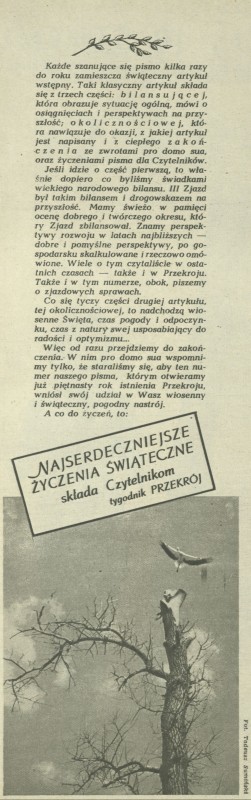 Każde szanujące się pismo kilka razy
do roku zamieszcza świąteczny artykuł
wstępny. Taki klasyczny artykuł składa
się z trzech części: bilansującej,
która obrazuje sytuację ogólną, mówi o
osiągnięciach i perspektywach na przy-
szłość; okolicznościowej, któ-
ra nawiązuje do okazji, z jakiej artykuł
jest napisany i z ciepłego zakoń-
czenia ze zwrotami pro domo sua,
oraz życzeniami pisma dla Czytelników.
Jeśli idzie o część pierwszą, to wła-
śnie dopiero co byliśmy świadkami
wielkiego narodowego bilansu. III Zjazd
był takim bilansem i drogowskazem na
przyszłość. Mamy świeżo w pamięci
ocenę dobrego i twórczego okresu, któ-
ry Zjazd zbilansował. Znamy perspek-
tywy rozwoju w latach najbliższych —
dobre i pomyślne perspektywy, po go-
spodarsku skalkulowane i rzeczowo omó-
wione. Wiele o tym czytaliście w osta-
tnich czasach — także i w Przekroju.
Także i w tym numerze, obok, piszemy
o zjazdowych sprawach.
Co się tyczy części drugiej artykułu,
tej okolicznościowej, to nadchodzą wio-
senne Święta, czas pogody i odpoczyn-
ku, czas z natury swej usposabiający do
radości i optymizmu...
Więc od razu przejdziemy do zakoń-
czenia. W nim pro domo sua wspomni-
my tylko, że staraliśmy się, aby ten nu-
mer naszego pisma, którym otwieramy
już piętnasty rok istnienia Przekroju,
wniósł swój udział w Wasz wiosenny
i świąteczny, pogodny nastrój.
A co do życzeń, to:
NAJSERDECZNIEJSZE
ŻYCZENIA ŚWIĄTECZNE
składa Czytelnikom
tygodnik PRZEKRÓJ
Fot. Tadeusz